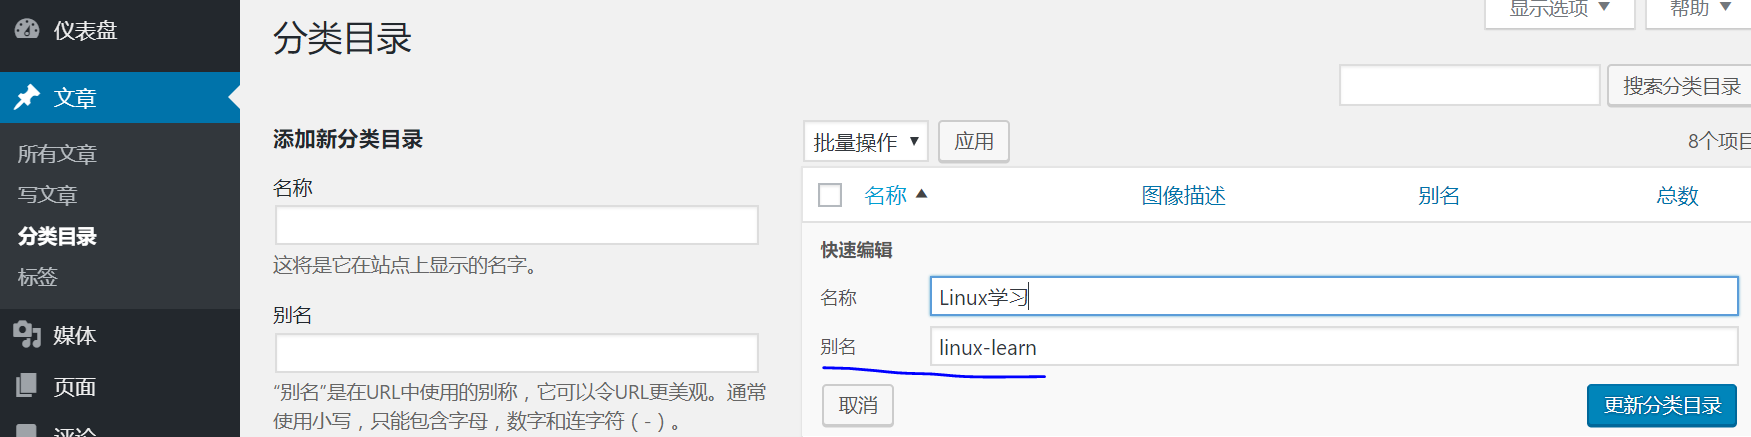 仪表盘
文章
所有文章
写文章
分类目录
标签
媒体
页面
评论
分类目录
显示选项
帮助
搜索分类目录
添加新分类目录
名称
这将是它在站点上显示的名字。
别名
“别名”是在URL中使用的别称，它可以令URL更美观。通常
使用小写，只能包含字母，数字和连字符（-）。
批量操作
应用
8个项目
名称
图像描述
别名
总数
快速编辑
名称
Linux学习
别名
linux-learn
取消
更新分类目录